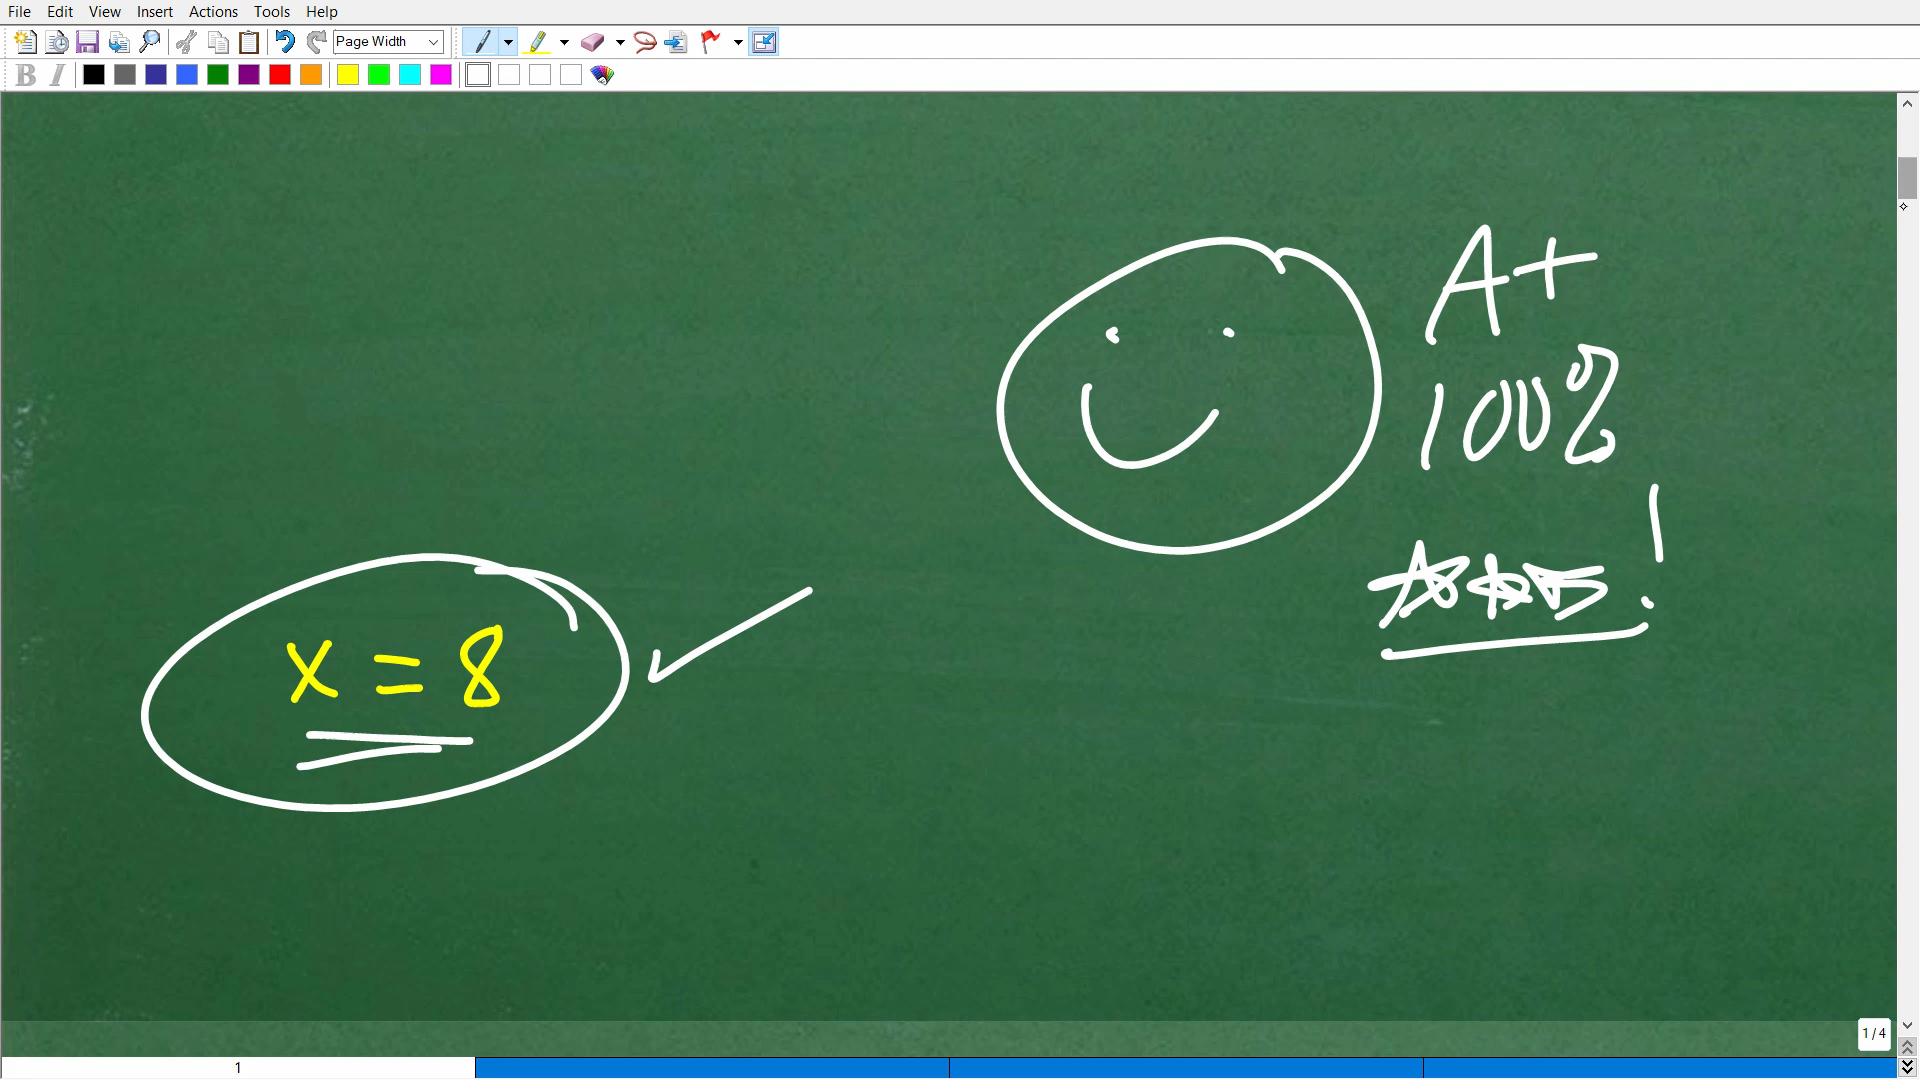 File Edit View Insert Actions Tools Help
Page Width
B I
A+
100%
!
x = 8
1 / 4
1